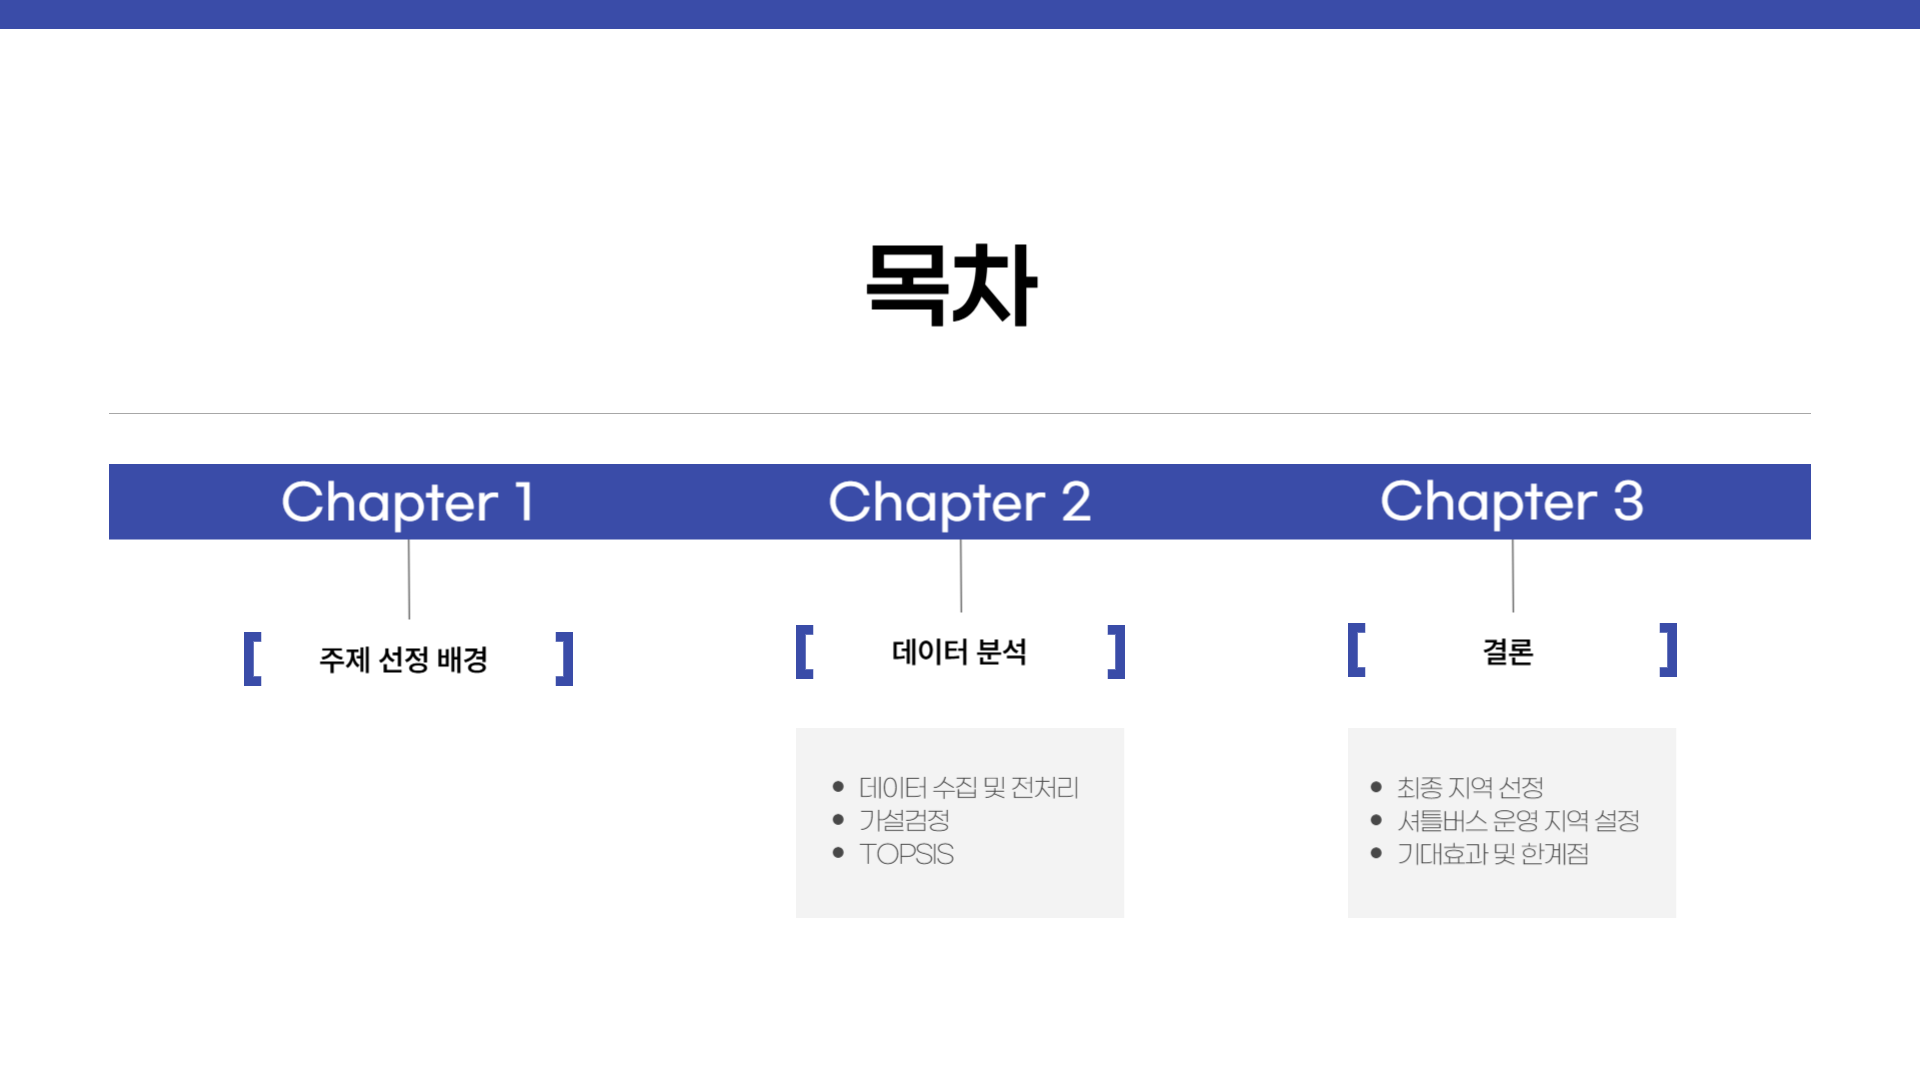 목차
Chapter 1
주제 선정 배경
Chapter 2
데이터 분석
데이터 수집 및 전처리
가설검정
TOPSIS
Chapter 3
결론
최종 지역 선정
셔틀버스 운영 지역 설정
기대효과 및 한계점